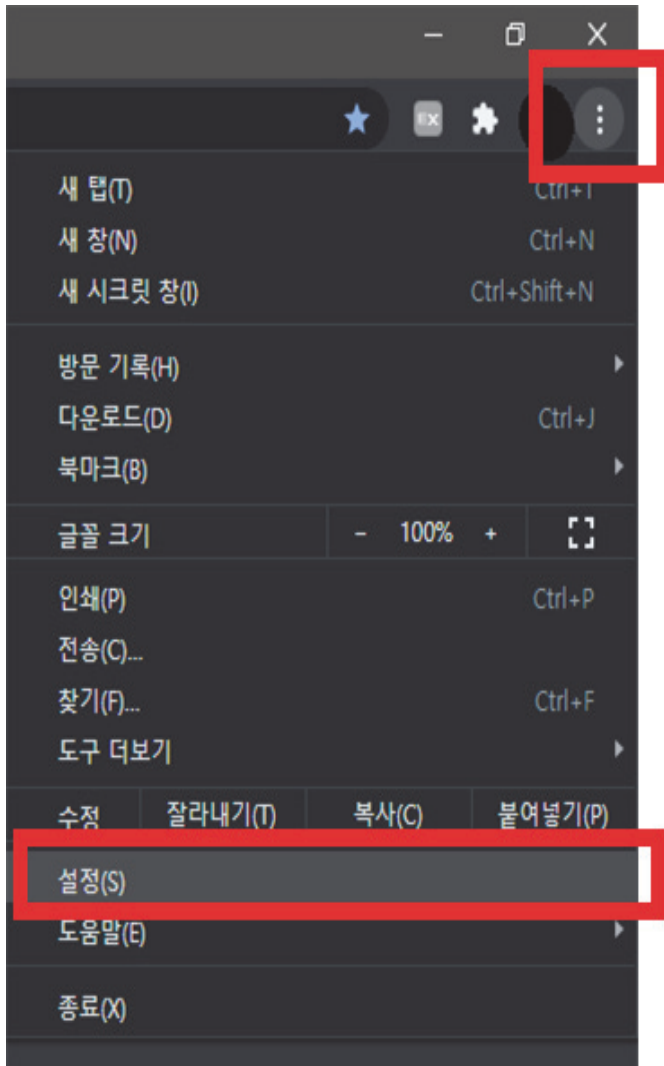 EX
새 탭(T) Ctrl+T
새 창(N) Ctrl+N
새 시크릿 창(I) Ctrl+Shift+N
방문 기록(H)
다운로드(D) Ctrl+J
북마크(B)
글꼴 크기 - 100% +
인쇄(P) Ctrl+P
전송(C)...
찾기(F)... Ctrl+F
도구 더보기
수정 잘라내기(T) 복사(C) 붙여넣기(P)
설정(S)
도움말(E)
종료(X)